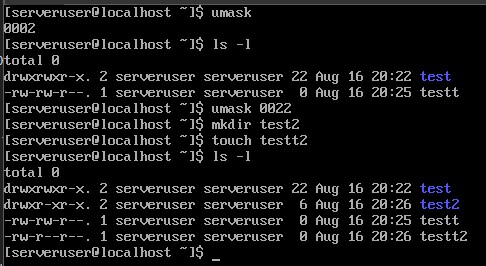 [serveruser@localhost ~]$ umask
0002
[serveruser@localhost ~]$ ls -l
total 0
drwxrwxr-x. 2 serveruser serveruser 22 Aug 16 20:22 test
-rw-rw-r--. 1 serveruser serveruser  0 Aug 16 20:25 testt
[serveruser@localhost ~]$ umask 0022
[serveruser@localhost ~]$ mkdir test2
[serveruser@localhost ~]$ touch testt2
[serveruser@localhost ~]$ ls -l
total 0
drwxrwxr-x. 2 serveruser serveruser 22 Aug 16 20:22 test
drwxr-xr-x. 2 serveruser serveruser  6 Aug 16 20:26 test2
-rw-rw-r--. 1 serveruser serveruser  0 Aug 16 20:25 testt
-rw-r--r--. 1 serveruser serveruser  0 Aug 16 20:26 testt2
[serveruser@localhost ~]$ _